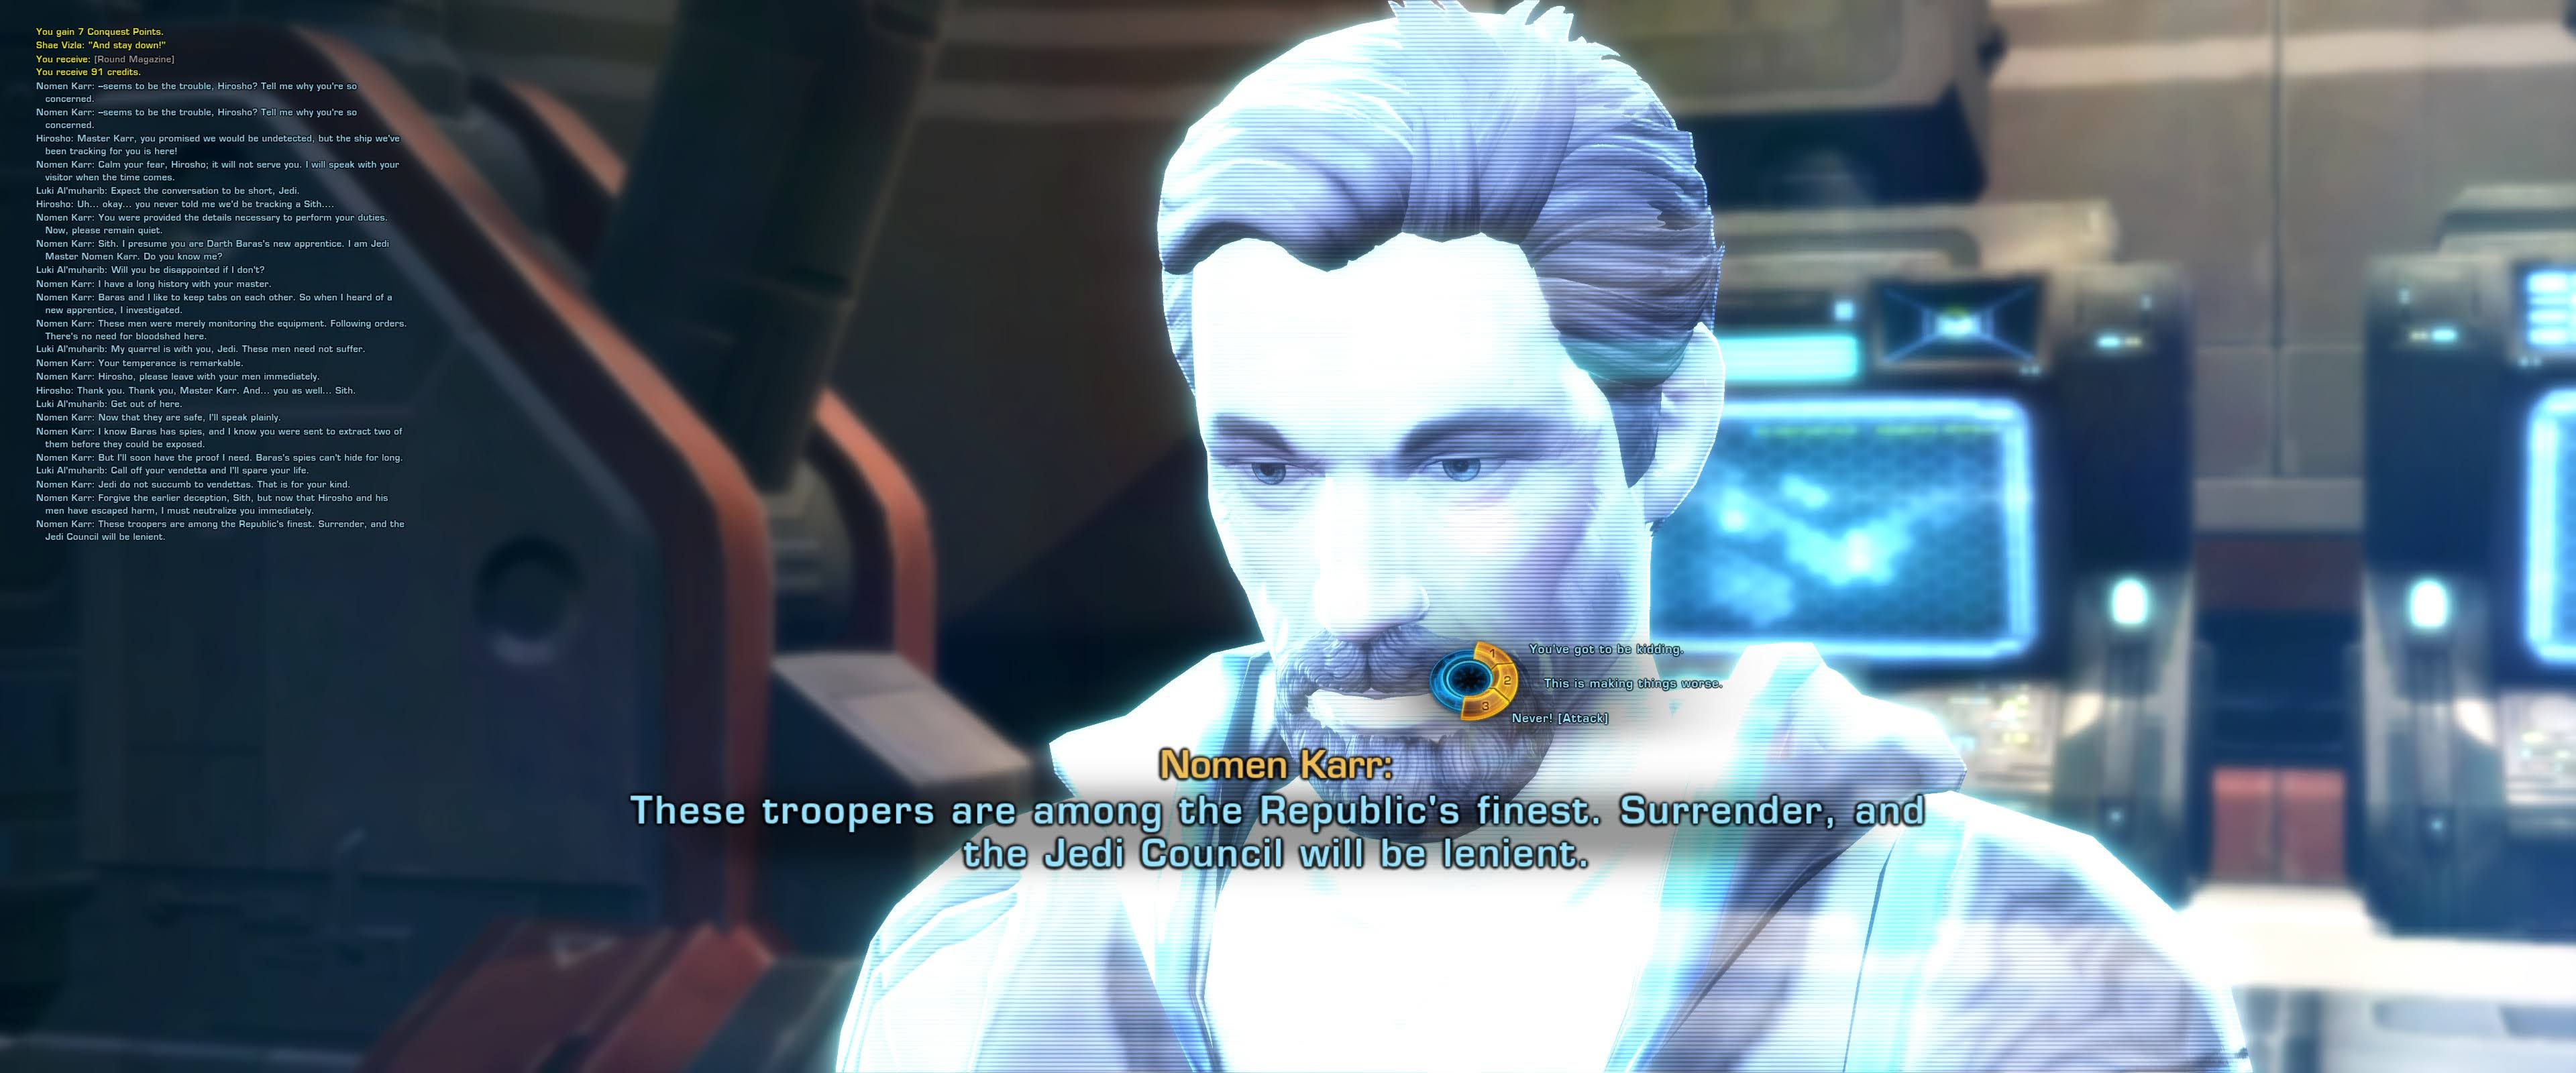 You gain 7 Conquest Points.
Shae Vizla: "And stay down!"
You receive: [Round Magazine]
You receive 91 credits.
Nomen Karr: –seems to be the trouble, Hirosho? Tell me why you're so
concerned.
Nomen Karr: –seems to be the trouble, Hirosho? Tell me why you're so
concerned.
Hirosho: Master Karr, you promised we would be undetected, but the ship we've
been tracking for you is here!
Nomen Karr: Calm your fear, Hirosho; it will not serve you. I will speak with your
visitor when the time comes.
Luki Al'muharib: Expect the conversation to be short, Jedi.
Hirosho: Uh... okay... you never told me we'd be tracking a Sith....
Nomen Karr: You were provided the details necessary to perform your duties.
Now, please remain quiet.
Nomen Karr: Sith. I presume you are Darth Baras's new apprentice. I am Jedi
Master Nomen Karr. Do you know me?
Luki Al'muharib: Will you be disappointed if I don't?
Nomen Karr: I have a long history with your master.
Nomen Karr: Baras and I like to keep tabs on each other. So when I heard of a
new apprentice, I investigated.
Nomen Karr: These men were merely monitoring the equipment. Following orders.
There's no need for bloodshed here.
Luki Al'muharib: My quarrel is with you, Jedi. These men need not suffer.
Nomen Karr: Your temperance is remarkable.
Nomen Karr: Hirosho, please leave with your men immediately.
Hirosho: Thank you. Thank you, Master Karr. And... you as well... Sith.
Luki Al'muharib: Get out of here.
Nomen Karr: Now that they are safe, I'll speak plainly.
Nomen Karr: I know Baras has spies, and I know you were sent to extract two of
them before they could be exposed.
Nomen Karr: But I'll soon have the proof I need. Baras's spies can't hide for long.
Luki Al'muharib: Call off your vendetta and I'll spare your life.
Nomen Karr: Jedi do not succumb to vendettas. That is for your kind.
Nomen Karr: Forgive the earlier deception, Sith, but now that Hirosho and his
men have escaped harm, I must neutralize you immediately.
Nomen Karr: These troopers are among the Republic's finest. Surrender, and the
Jedi Council will be lenient.
1 You've got to be kidding.
2 This is making things worse.
3 Never! [Attack]
Nomen Karr:
These troopers are among the Republic's finest. Surrender, and
the Jedi Council will be lenient.